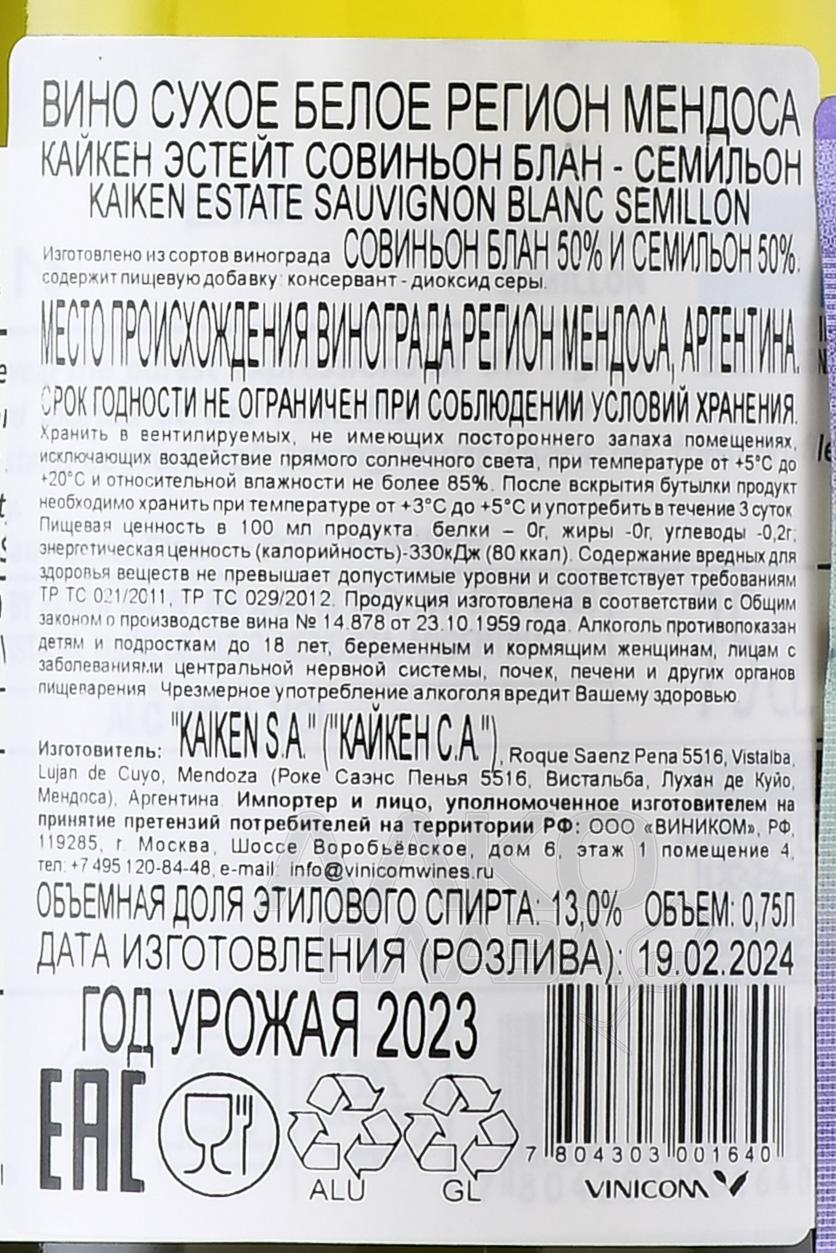 ВИНО СУХОЕ БЕЛОЕ РЕГИОН МЕНДОСА
КАЙКЕН ЭСТЕЙТ СОВИНЬОН БЛАН - СЕМИЛЬОН
KAIKEN ESTATE SAUVIGNON BLANC SEMILLON
Изготовлено из сортов винограда СОВИНЬОН БЛАН 50% И СЕМИЛЬОН 50%.
содержит пищевую добавку: консервант - диоксид серы.
МЕСТО ПРОИСХОЖДЕНИЯ ВИНОГРАДА РЕГИОН МЕНДОСА, АРГЕНТИНА.
СРОК ГОДНОСТИ НЕ ОГРАНИЧЕН ПРИ СОБЛЮДЕНИИ УСЛОВИЙ ХРАНЕНИЯ.
Хранить в вентилируемых, не имеющих постороннего запаха помещениях,
исключающих воздействие прямого солнечного света, при температуре от +5°C до
+20°C и относительной влажности не более 85%. После вскрытия бутылки продукт
необходимо хранить при температуре от +3°C до +5°C и употребить в течение 3 суток
Пищевая ценность в 100 мл продукта: белки – 0г, жиры -0г, углеводы -0,2г,
энергетическая ценность (калорийность)-330кДж (80 ккал). Содержание вредных для
здоровья веществ не превышает допустимые уровни и соответствует требованиям
ТР ТС 021/2011, ТР ТС 029/2012. Продукция изготовлена в соответствии с Общим
законом о производстве вина № 14.878 от 23.10.1959 года. Алкоголь противопоказан
детям и подросткам до 18 лет, беременным и кормящим женщинам, лицам с
заболеваниями центральной нервной системы, почек, печени и других органов
пищеварения. Чрезмерное употребление алкоголя вредит Вашему здоровью.
Изготовитель: "KAIKEN S.A." ("КАЙКЕН С.А."), Roque Saenz Pena 5516, Vistalba,
Lujan de Cuyo, Mendoza (Роке Саэнс Пенья 5516, Вистальба, Лухан де Куйо,
Мендоса), Аргентина. Импортер и лицо, уполномоченное изготовителем на
принятие претензий потребителей на территории РФ: ООО «ВИНИКОМ», РФ,
119285, г. Москва, Шоссе Воробьёвское, дом 6, этаж 1 помещение 4,
тел: +7 495 120-84-48, e-mail: info@vinicomwines.ru
ОБЪЕМНАЯ ДОЛЯ ЭТИЛОВОГО СПИРТА: 13,0% ОБЪЕМ: 0,75Л
ДАТА ИЗГОТОВЛЕНИЯ (РОЗЛИВА): 19.02.2024
ГОД УРОЖАЯ 2023
EAC
ALU
GL
7 804303 001640
VINICOM